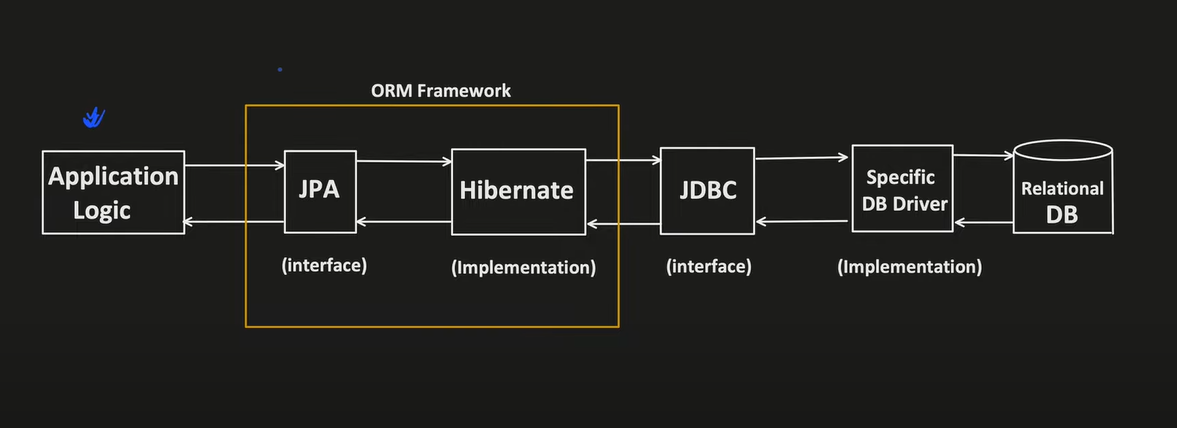 ORM Framework
Application
Logic
JPA
Hibernate
JDBC
Specific
DB Driver
Relational
DB
(interface)
(Implementation)
(interface)
(Implementation)